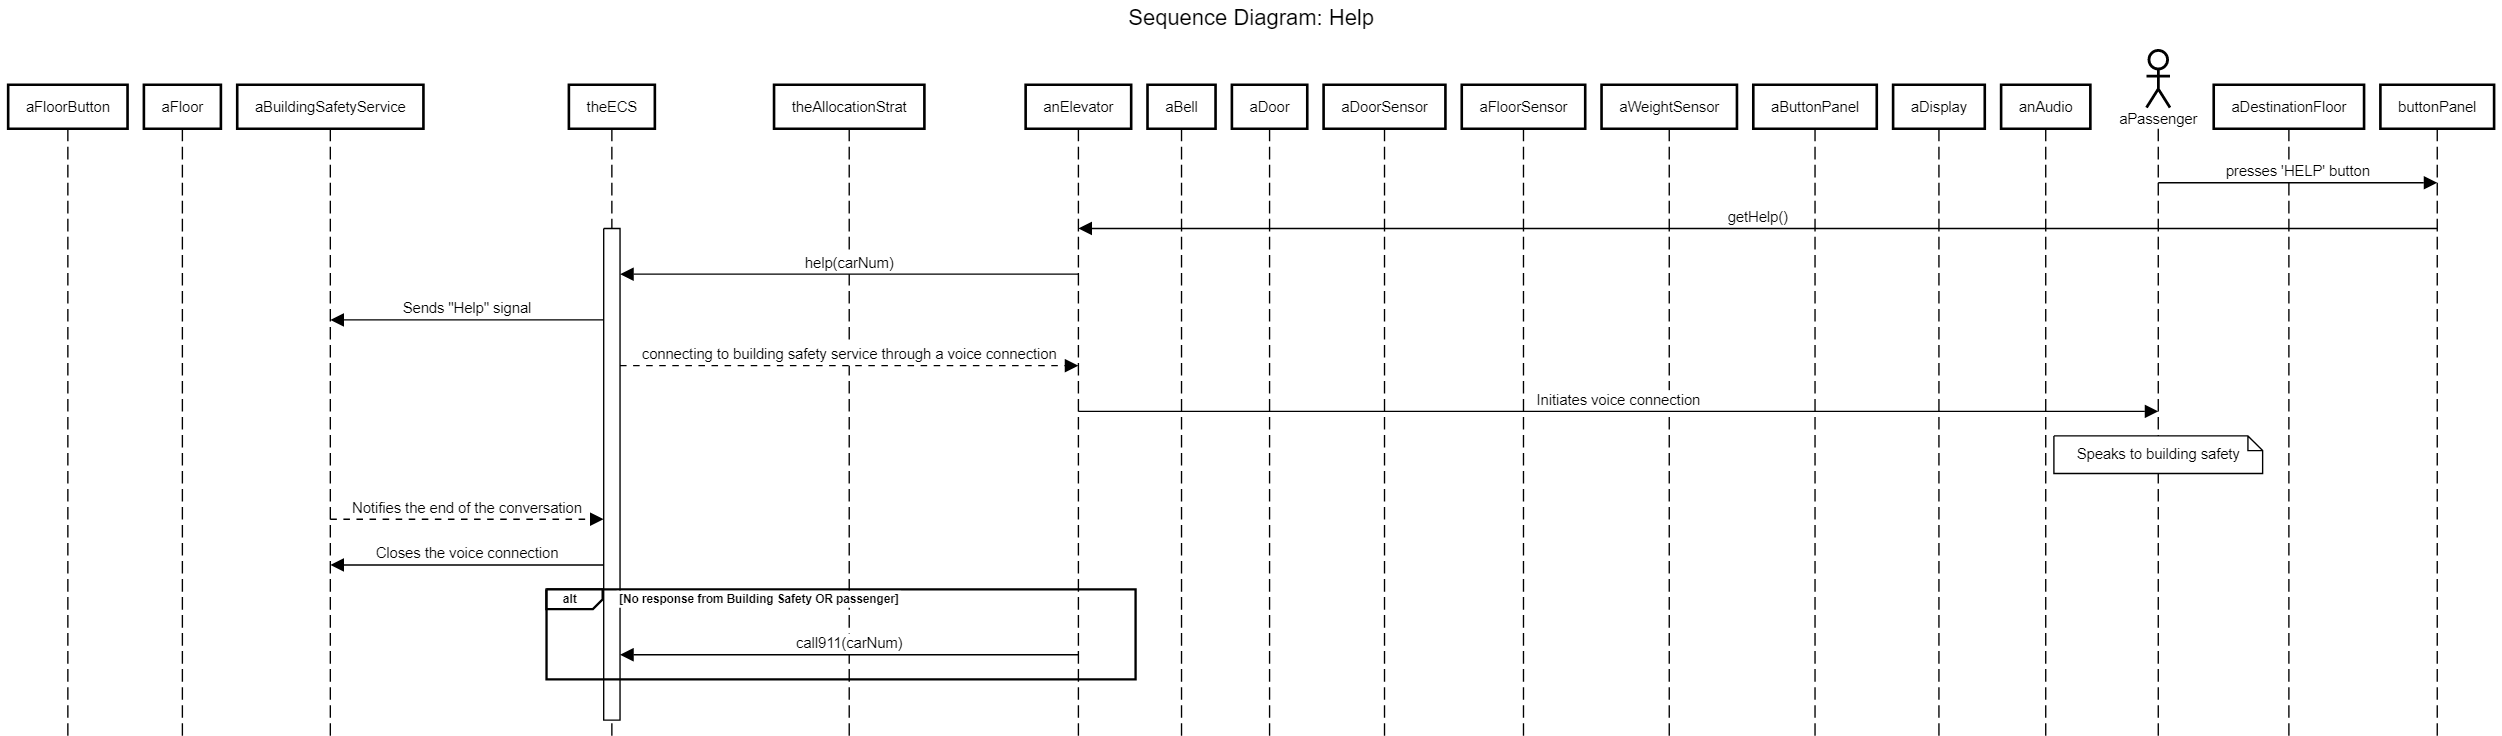 Sequence Diagram: Help
aFloorButton
aFloor
aBuildingSafetyService
theECS
theAllocationStrat
anElevator
aBell
aDoor
aDoorSensor
aFloorSensor
aWeightSensor
aButtonPanel
aDisplay
anAudio
aPassenger
aDestinationFloor
buttonPanel
presses 'HELP' button
getHelp()
help(carNum)
Sends "Help" signal
connecting to building safety service through a voice connection
Initiates voice connection
Speaks to building safety
Notifies the end of the conversation
Closes the voice connection
alt
[No response from Building Safety OR passenger]
call911(carNum)